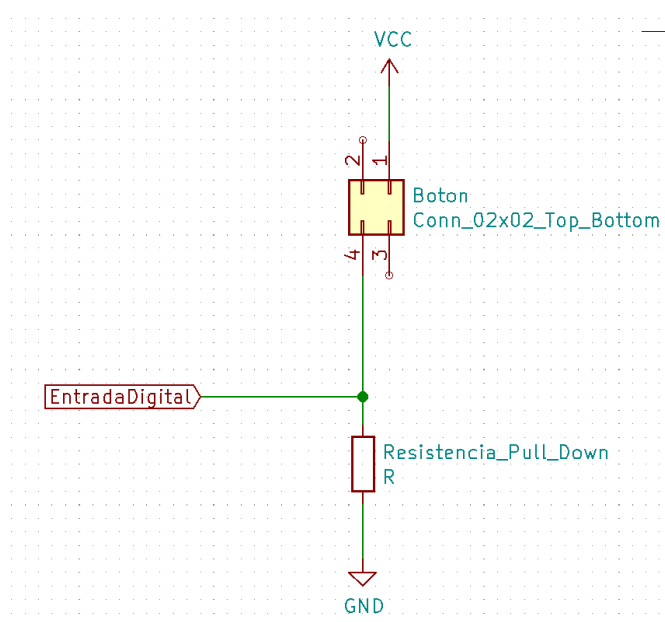 VCC
2
1
Boton
Conn_02x02_Top_Bottom
4
3
EntradaDigital
Resistencia_Pull_Down
R
GND